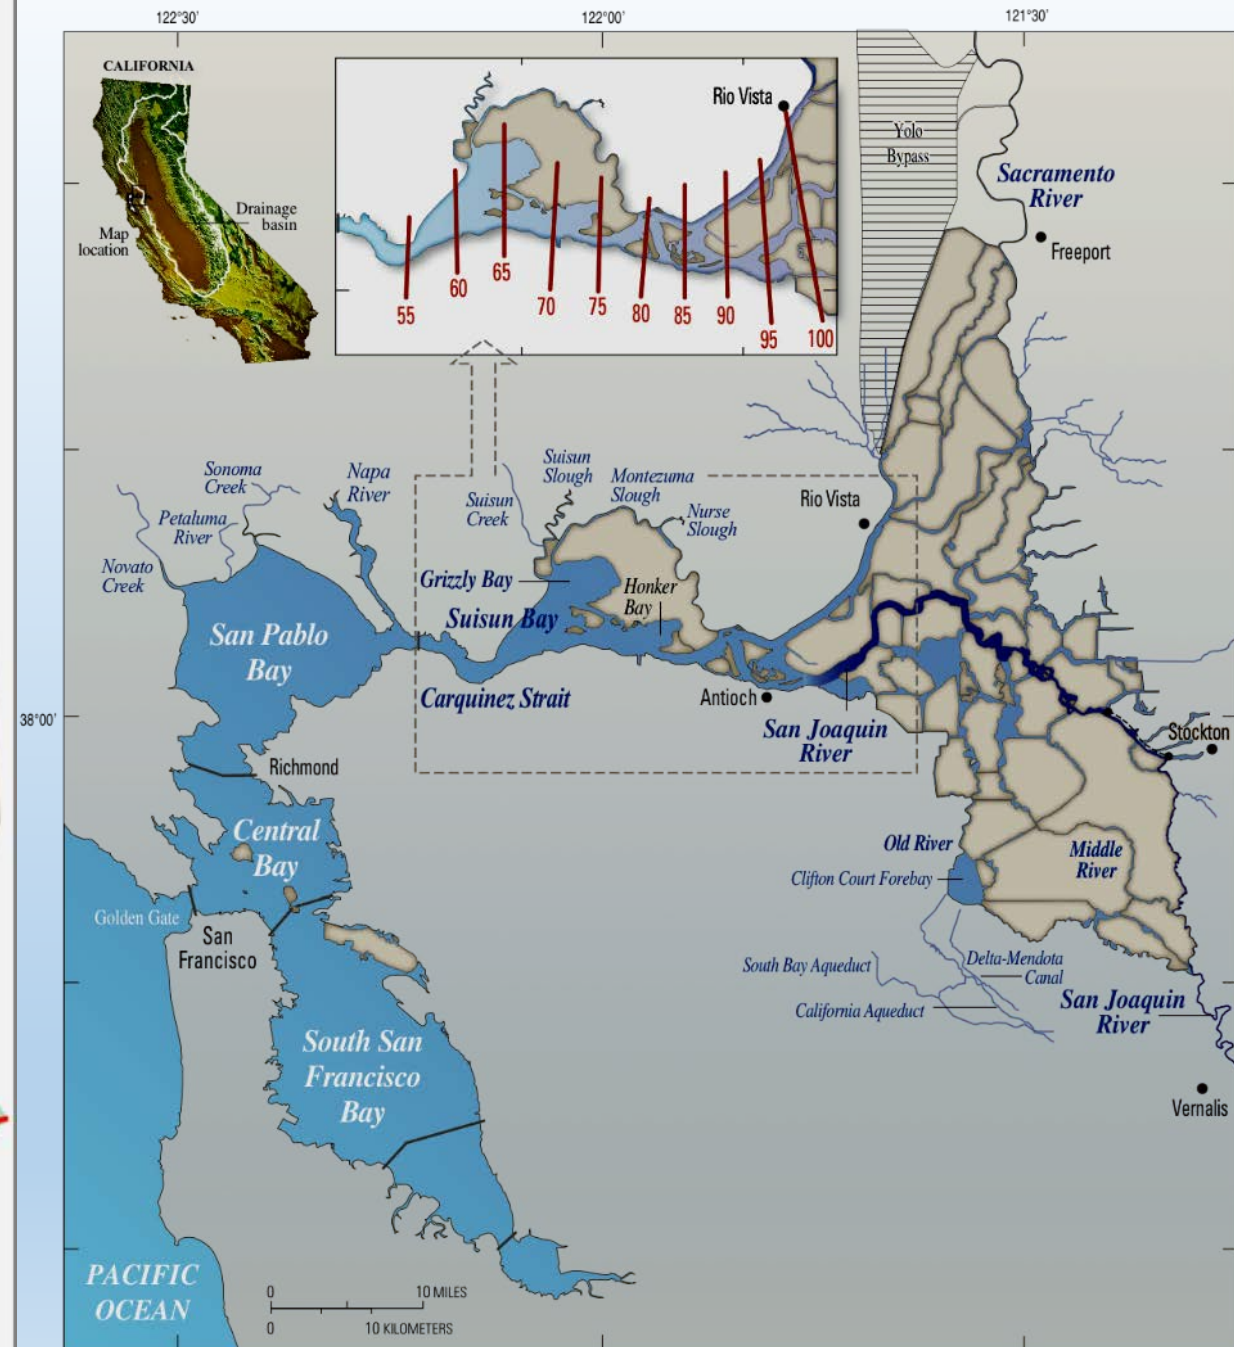 122°30'
122°00'
121°30'
CALIFORNIA
Drainage
basin
Map
location
Rio Vista
55
60
65
70
75
80
85
90
95
100
Yolo
Bypass
Sacramento
River
Freeport
Sonoma
Creek
Napa
River
Petaluma
River
Novato
Creek
Suisun
Creek
Suisun
Slough
Montezuma
Slough
Nurse
Slough
Rio Vista
Grizzly Bay
Honker
Bay
Suisun Bay
San Pablo
Bay
Carquinez Strait
Antioch
San Joaquin
River
38°00'
Stockton
Richmond
Central
Bay
Old River
Middle
River
Clifton Court Forebay
Golden Gate
San
Francisco
South Bay Aqueduct
Delta-Mendota
Canal
California Aqueduct
San Joaquin
River
South San
Francisco
Bay
Vernalis
PACIFIC
OCEAN
0
10 MILES
0
10 KILOMETERS